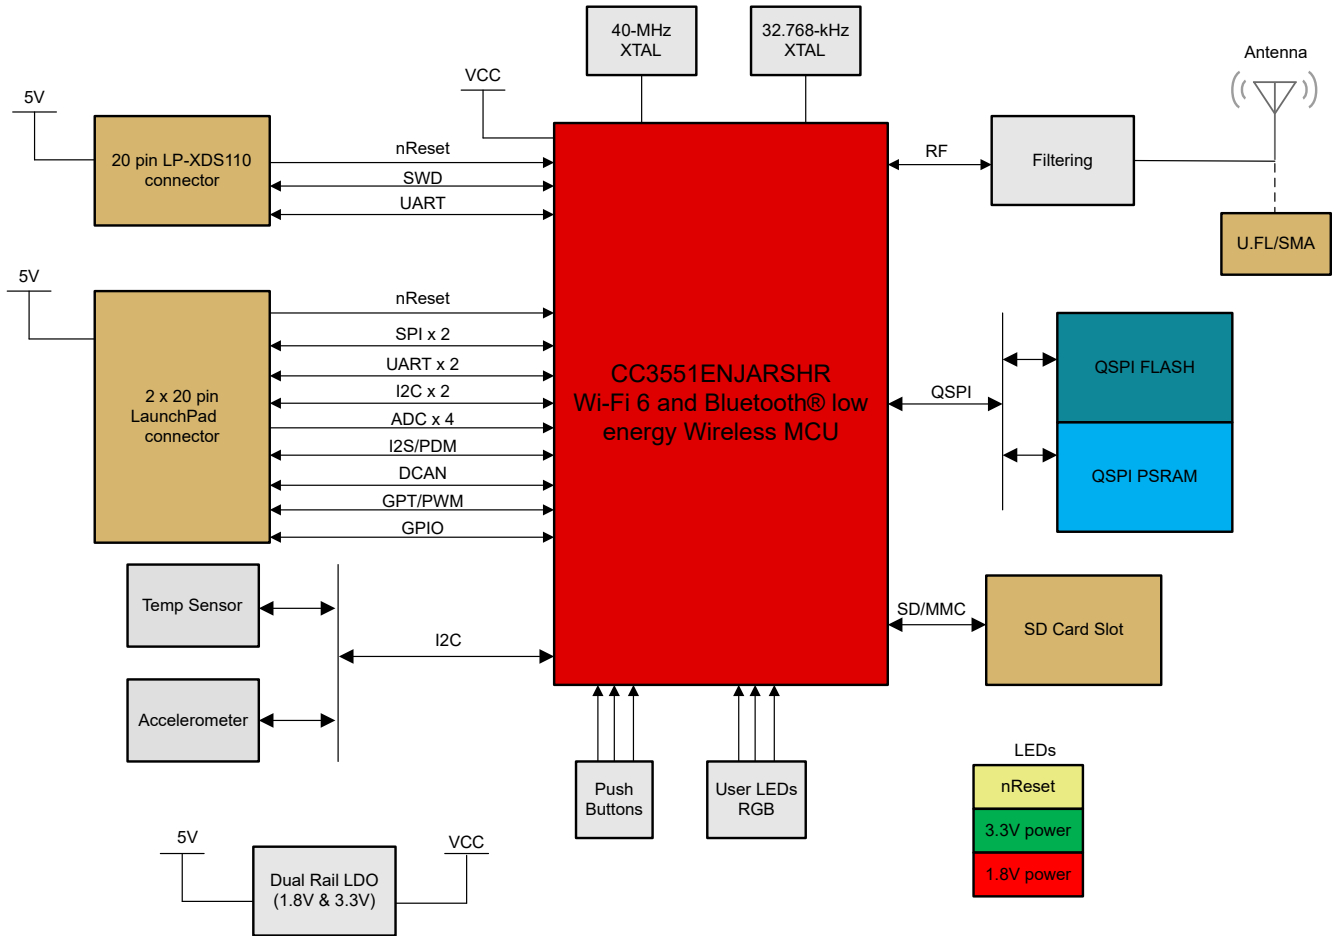 40-MHz
XTAL
32.768-kHz
XTAL
Antenna
VCC
5V
20 pin LP-XDS110
connector
nReset
SWD
UART
RF
Filtering
U.FL/SMA
5V
2 x 20 pin
LaunchPad
connector
nReset
SPI x 2
UART x 2
I2C x 2
ADC x 4
I2S/PDM
DCAN
GPT/PWM
GPIO
CC3551ENJARSHR
Wi-Fi 6 and Bluetooth® low
energy Wireless MCU
QSPI
QSPI FLASH
QSPI PSRAM
Temp Sensor
I2C
Accelerometer
SD/MMC
SD Card Slot
Push
Buttons
User LEDs
RGB
LEDs
nReset
3.3V power
1.8V power
5V
Dual Rail LDO
(1.8V & 3.3V)
VCC